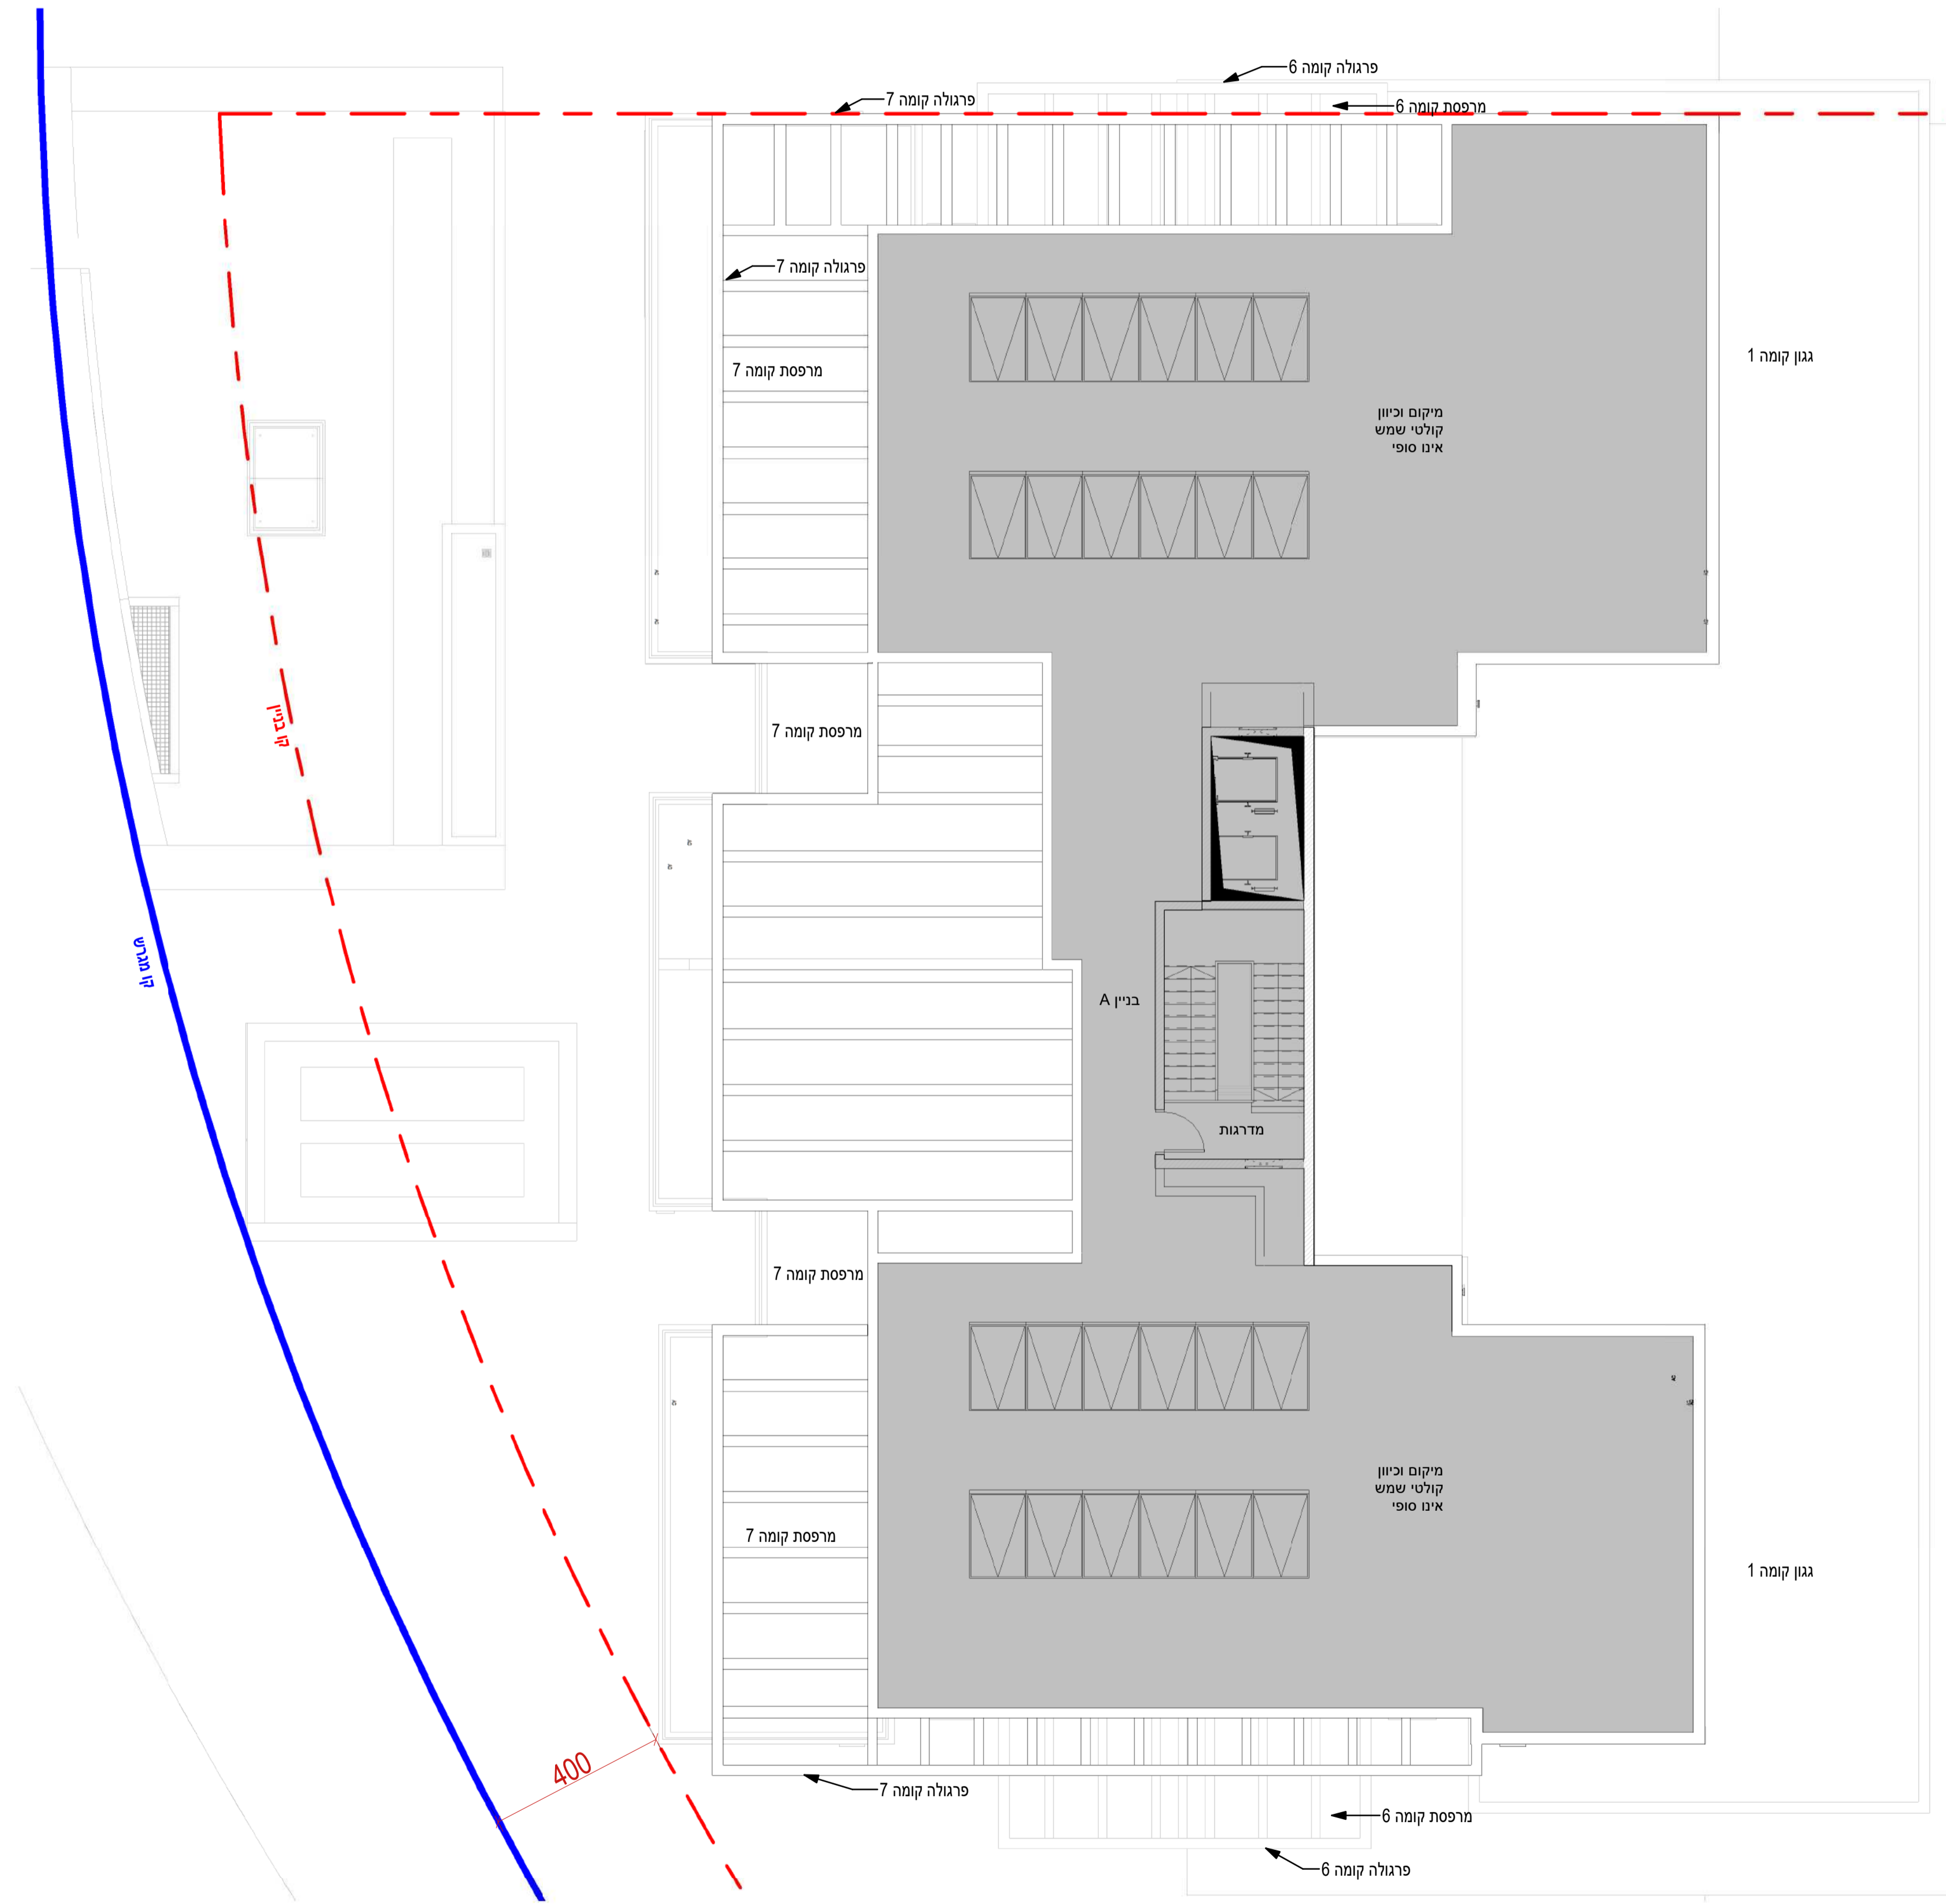 פרגולה קומה 6
פרגולה קומה 7
מרפסת קומה 6
פרגולה קומה 7
גגון קומה 1
מרפסת קומה 7
מיקום וכיוון
קולטי שמש
אינו סופי
קו בניין
מרפסת קומה 7
קו מגרש
בניין A
מדרגות
מרפסת קומה 7
מיקום וכיוון
קולטי שמש
אינו סופי
מרפסת קומה 7
גגון קומה 1
400
פרגולה קומה 7
מרפסת קומה 6
פרגולה קומה 6